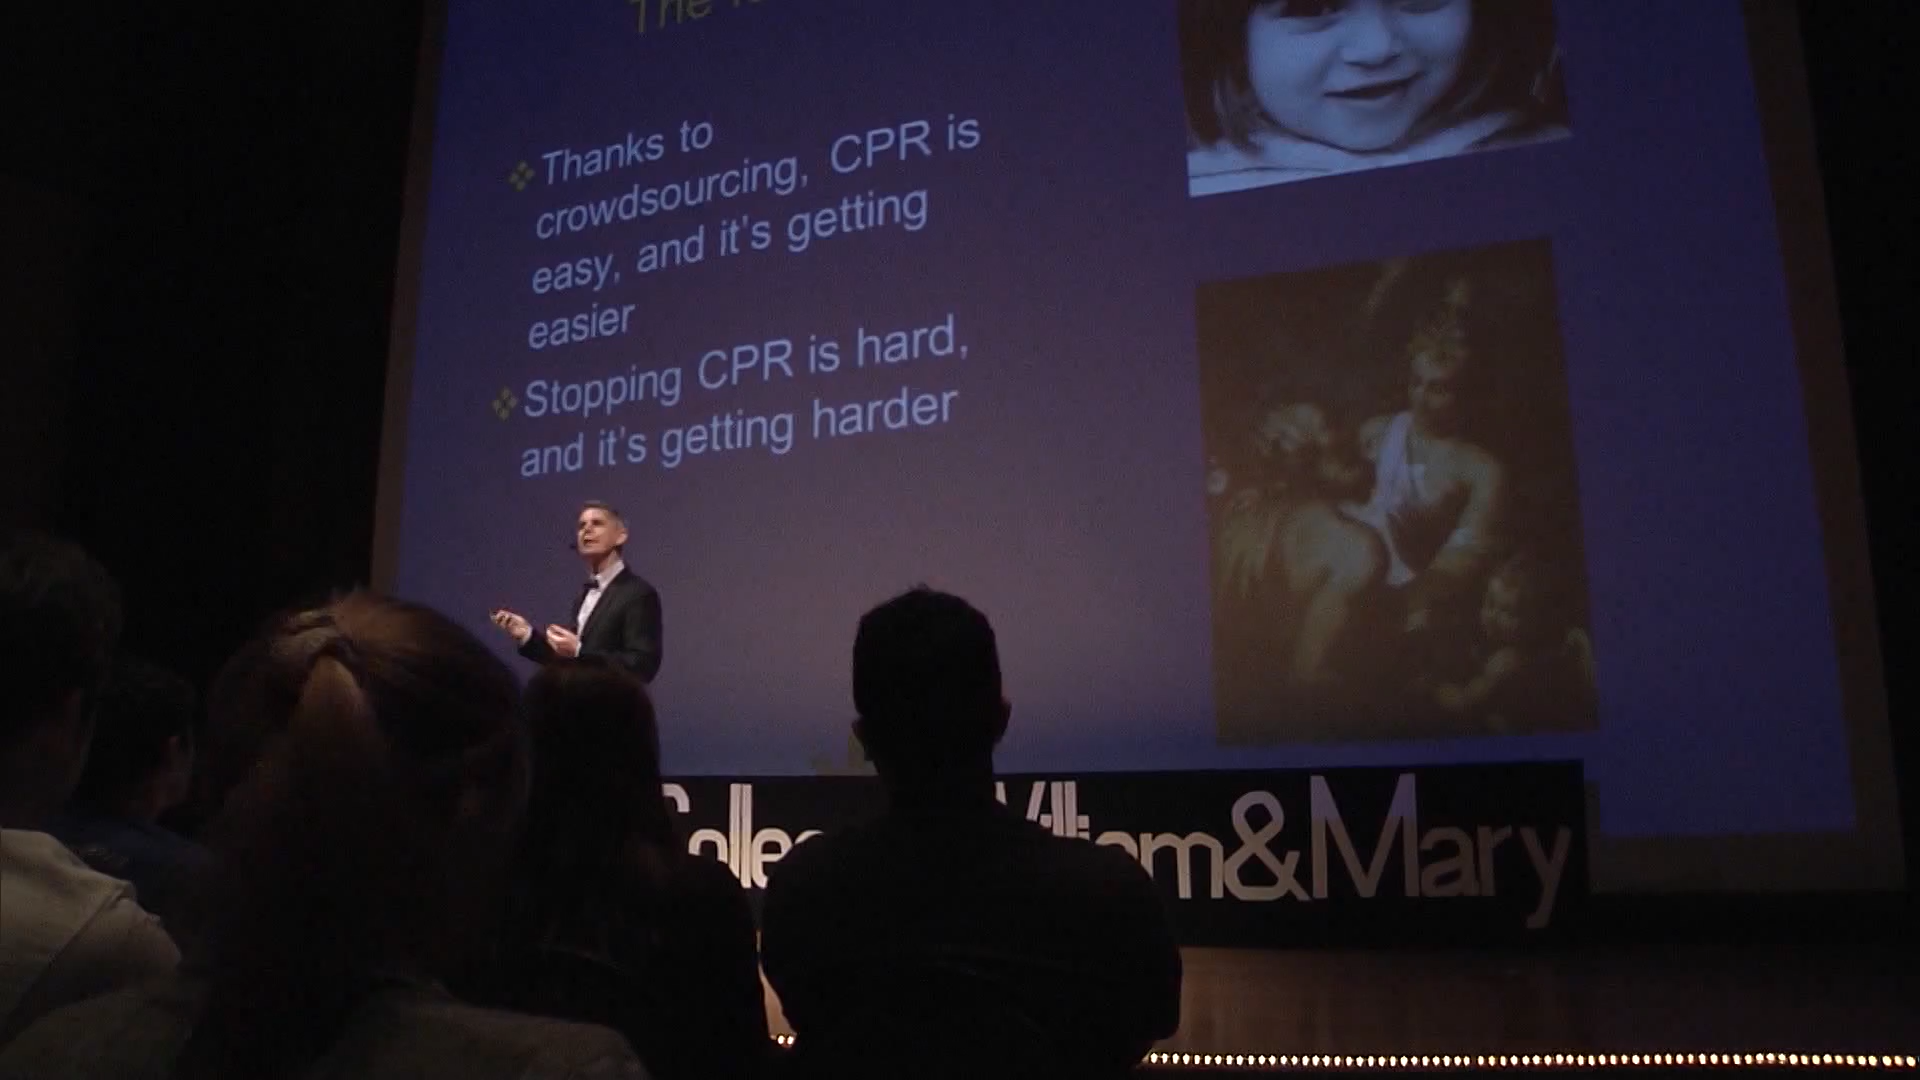 The
Thanks to
crowdsourcing, CPR is
easy, and it's getting
easier
Stopping CPR is hard,
and it's getting harder
&Mary